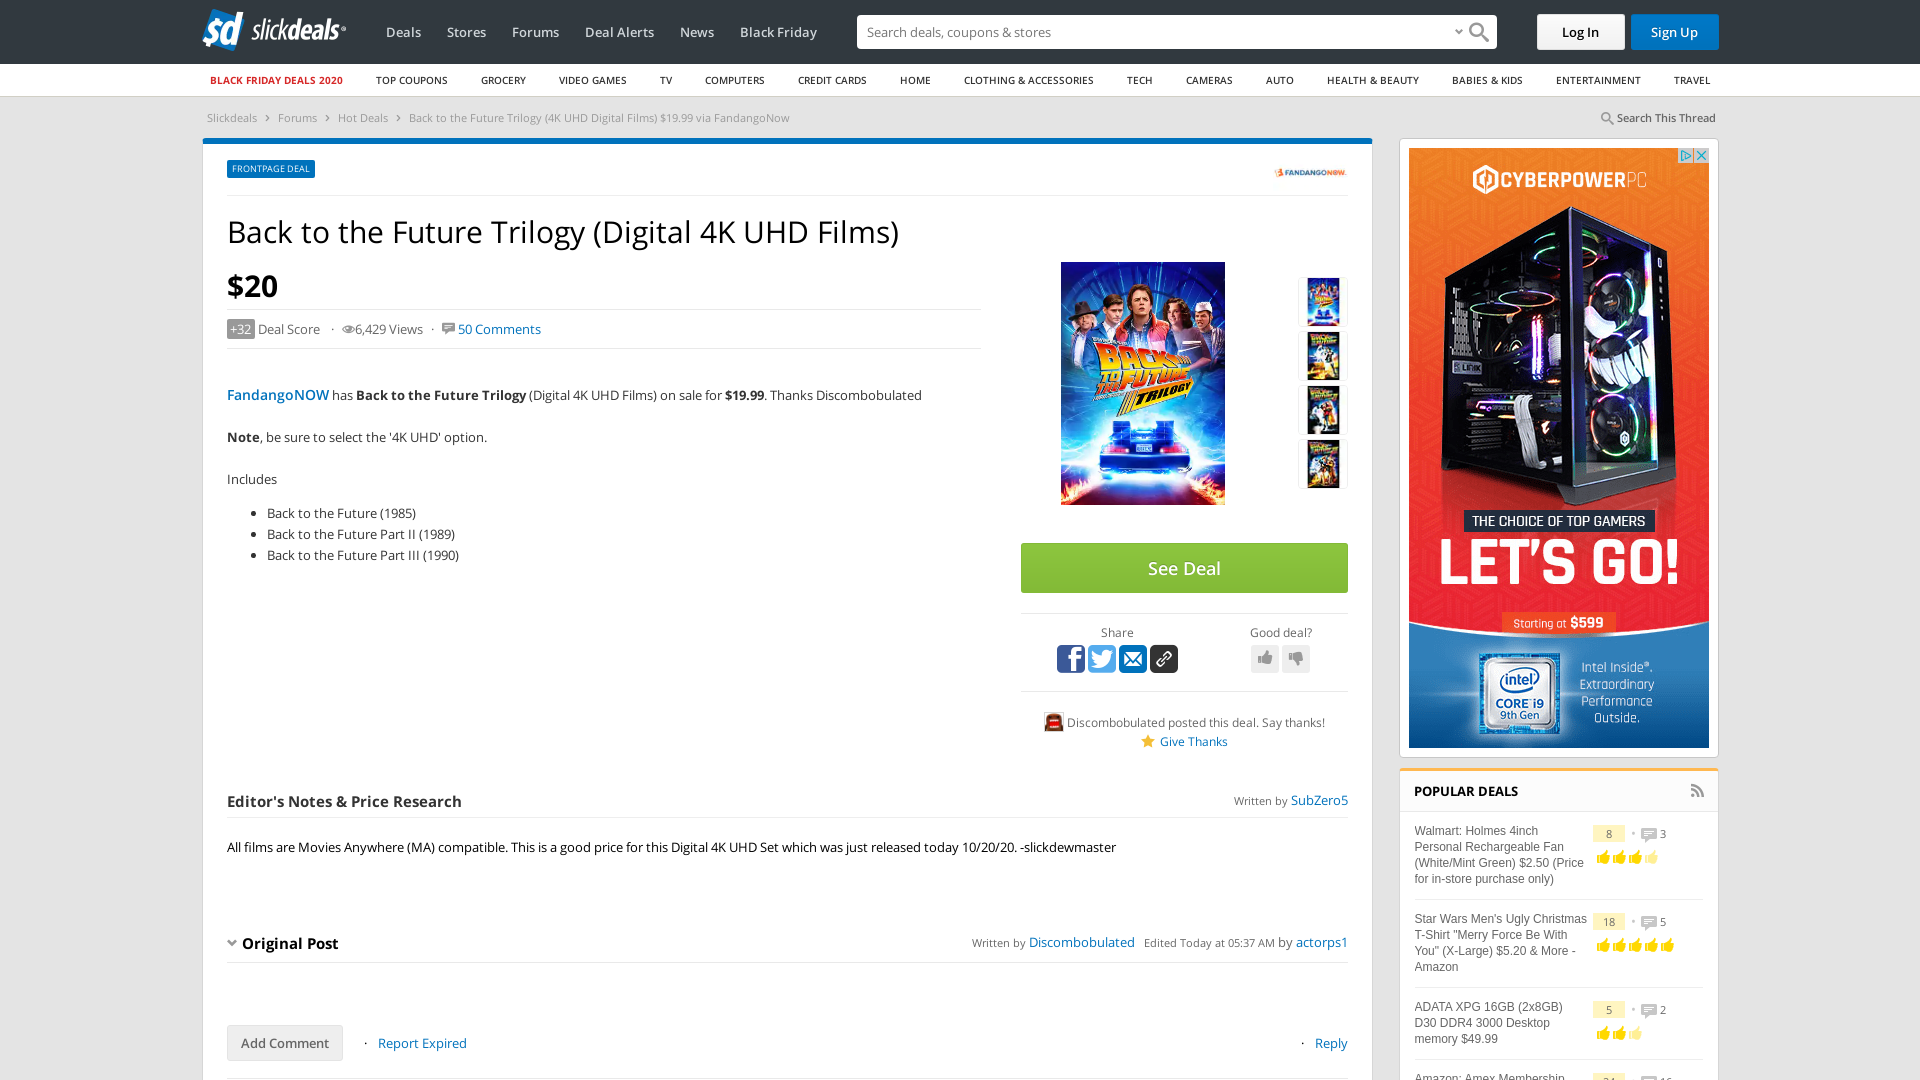 slickdeals
Deals
Stores
Forums
Deal Alerts
News
Black Friday
Search deals, coupons & stores
Log In
Sign Up
BLACK FRIDAY DEALS 2020
TOP COUPONS
GROCERY
VIDEO GAMES
TV
COMPUTERS
CREDIT CARDS
HOME
CLOTHING & ACCESSORIES
TECH
CAMERAS
AUTO
HEALTH & BEAUTY
BABIES & KIDS
ENTERTAINMENT
TRAVEL
Slickdeals › Forums › Hot Deals › Back to the Future Trilogy (4K UHD Digital Films) $19.99 via FandangoNow
Search This Thread
FRONTPAGE DEAL
FANDANGONOW
Back to the Future Trilogy (Digital 4K UHD Films)
$20
+32 Deal Score · 6,429 Views · 50 Comments
FandangoNOW has Back to the Future Trilogy (Digital 4K UHD Films) on sale for $19.99. Thanks Discombobulated
Note, be sure to select the '4K UHD' option.
Includes
Back to the Future (1985)
Back to the Future Part II (1989)
Back to the Future Part III (1990)
BACK
TO THE
FUTURE
TRILOGY
See Deal
Share
Good deal?
Discombobulated posted this deal. Say thanks!
Give Thanks
Editor's Notes & Price Research
Written by SubZero5
All films are Movies Anywhere (MA) compatible. This is a good price for this Digital 4K UHD Set which was just released today 10/20/20. -slickdewmaster
Original Post
Written by Discombobulated Edited Today at 05:37 AM by actorps1
Add Comment
· Report Expired
· Reply
CYBERPOWERPC
THE CHOICE OF TOP GAMERS
LET'S GO!
Starting at $599
intel
CORE i9
9th Gen
Intel Inside®.
Extraordinary
Performance
Outside.
POPULAR DEALS
Walmart: Holmes 4inch
Personal Rechargeable Fan
(White/Mint Green) $2.50 (Price
for in-store purchase only)
8 • 3
Star Wars Men's Ugly Christmas
T-Shirt "Merry Force Be With
You" (X-Large) $5.20 & More -
Amazon
18 • 5
ADATA XPG 16GB (2x8GB)
D30 DDR4 3000 Desktop
memory $49.99
5 • 2
Amazon: Amex Membership